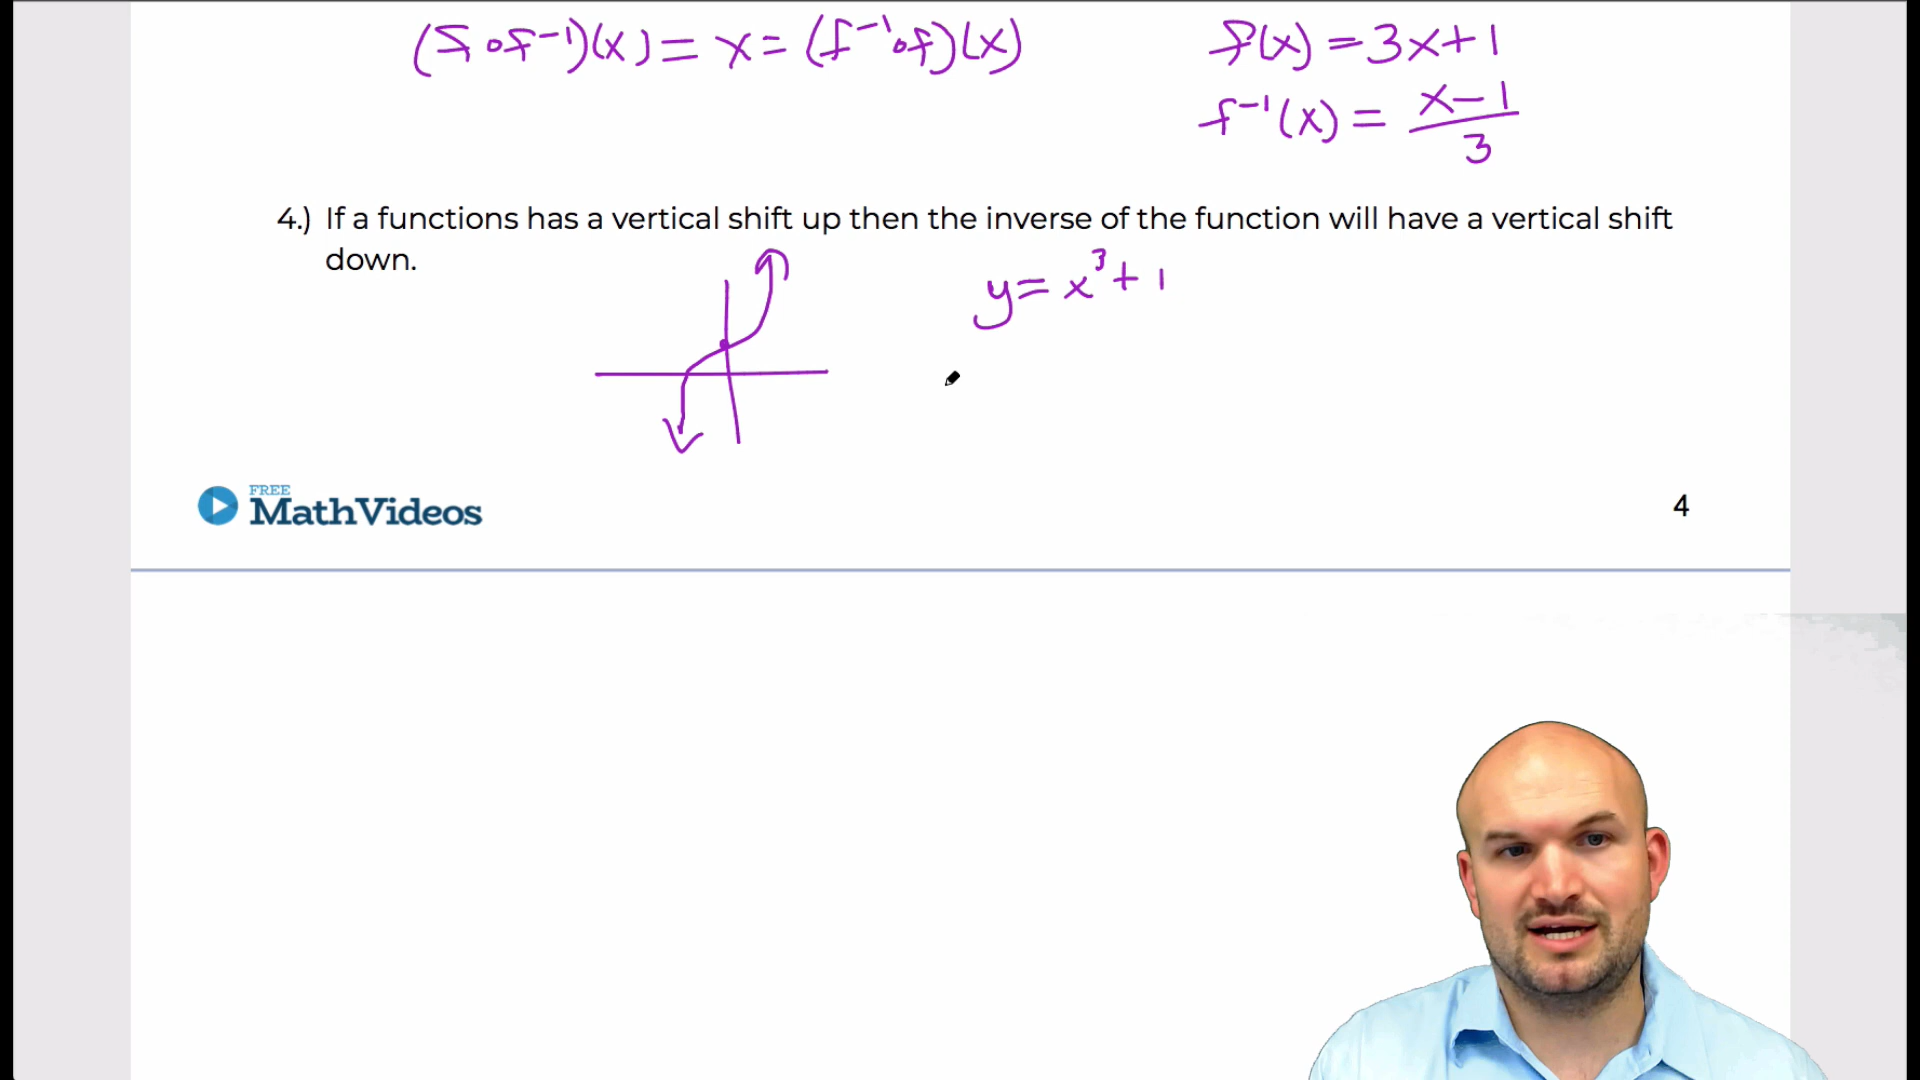 (f∘f⁻¹)(x) = x = (f⁻¹∘f)(x)
f(x) = 3x+1
f⁻¹(x) = x-1/3
4.) If a functions has a vertical shift up then the inverse of the function will have a vertical shift
down.
y = x³ + 1
FREE
MathVideos
4